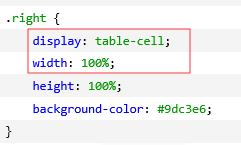 .right {
    display: table-cell;
    width: 100%;
    height: 100%;
    background-color: #9dc3e6;
}